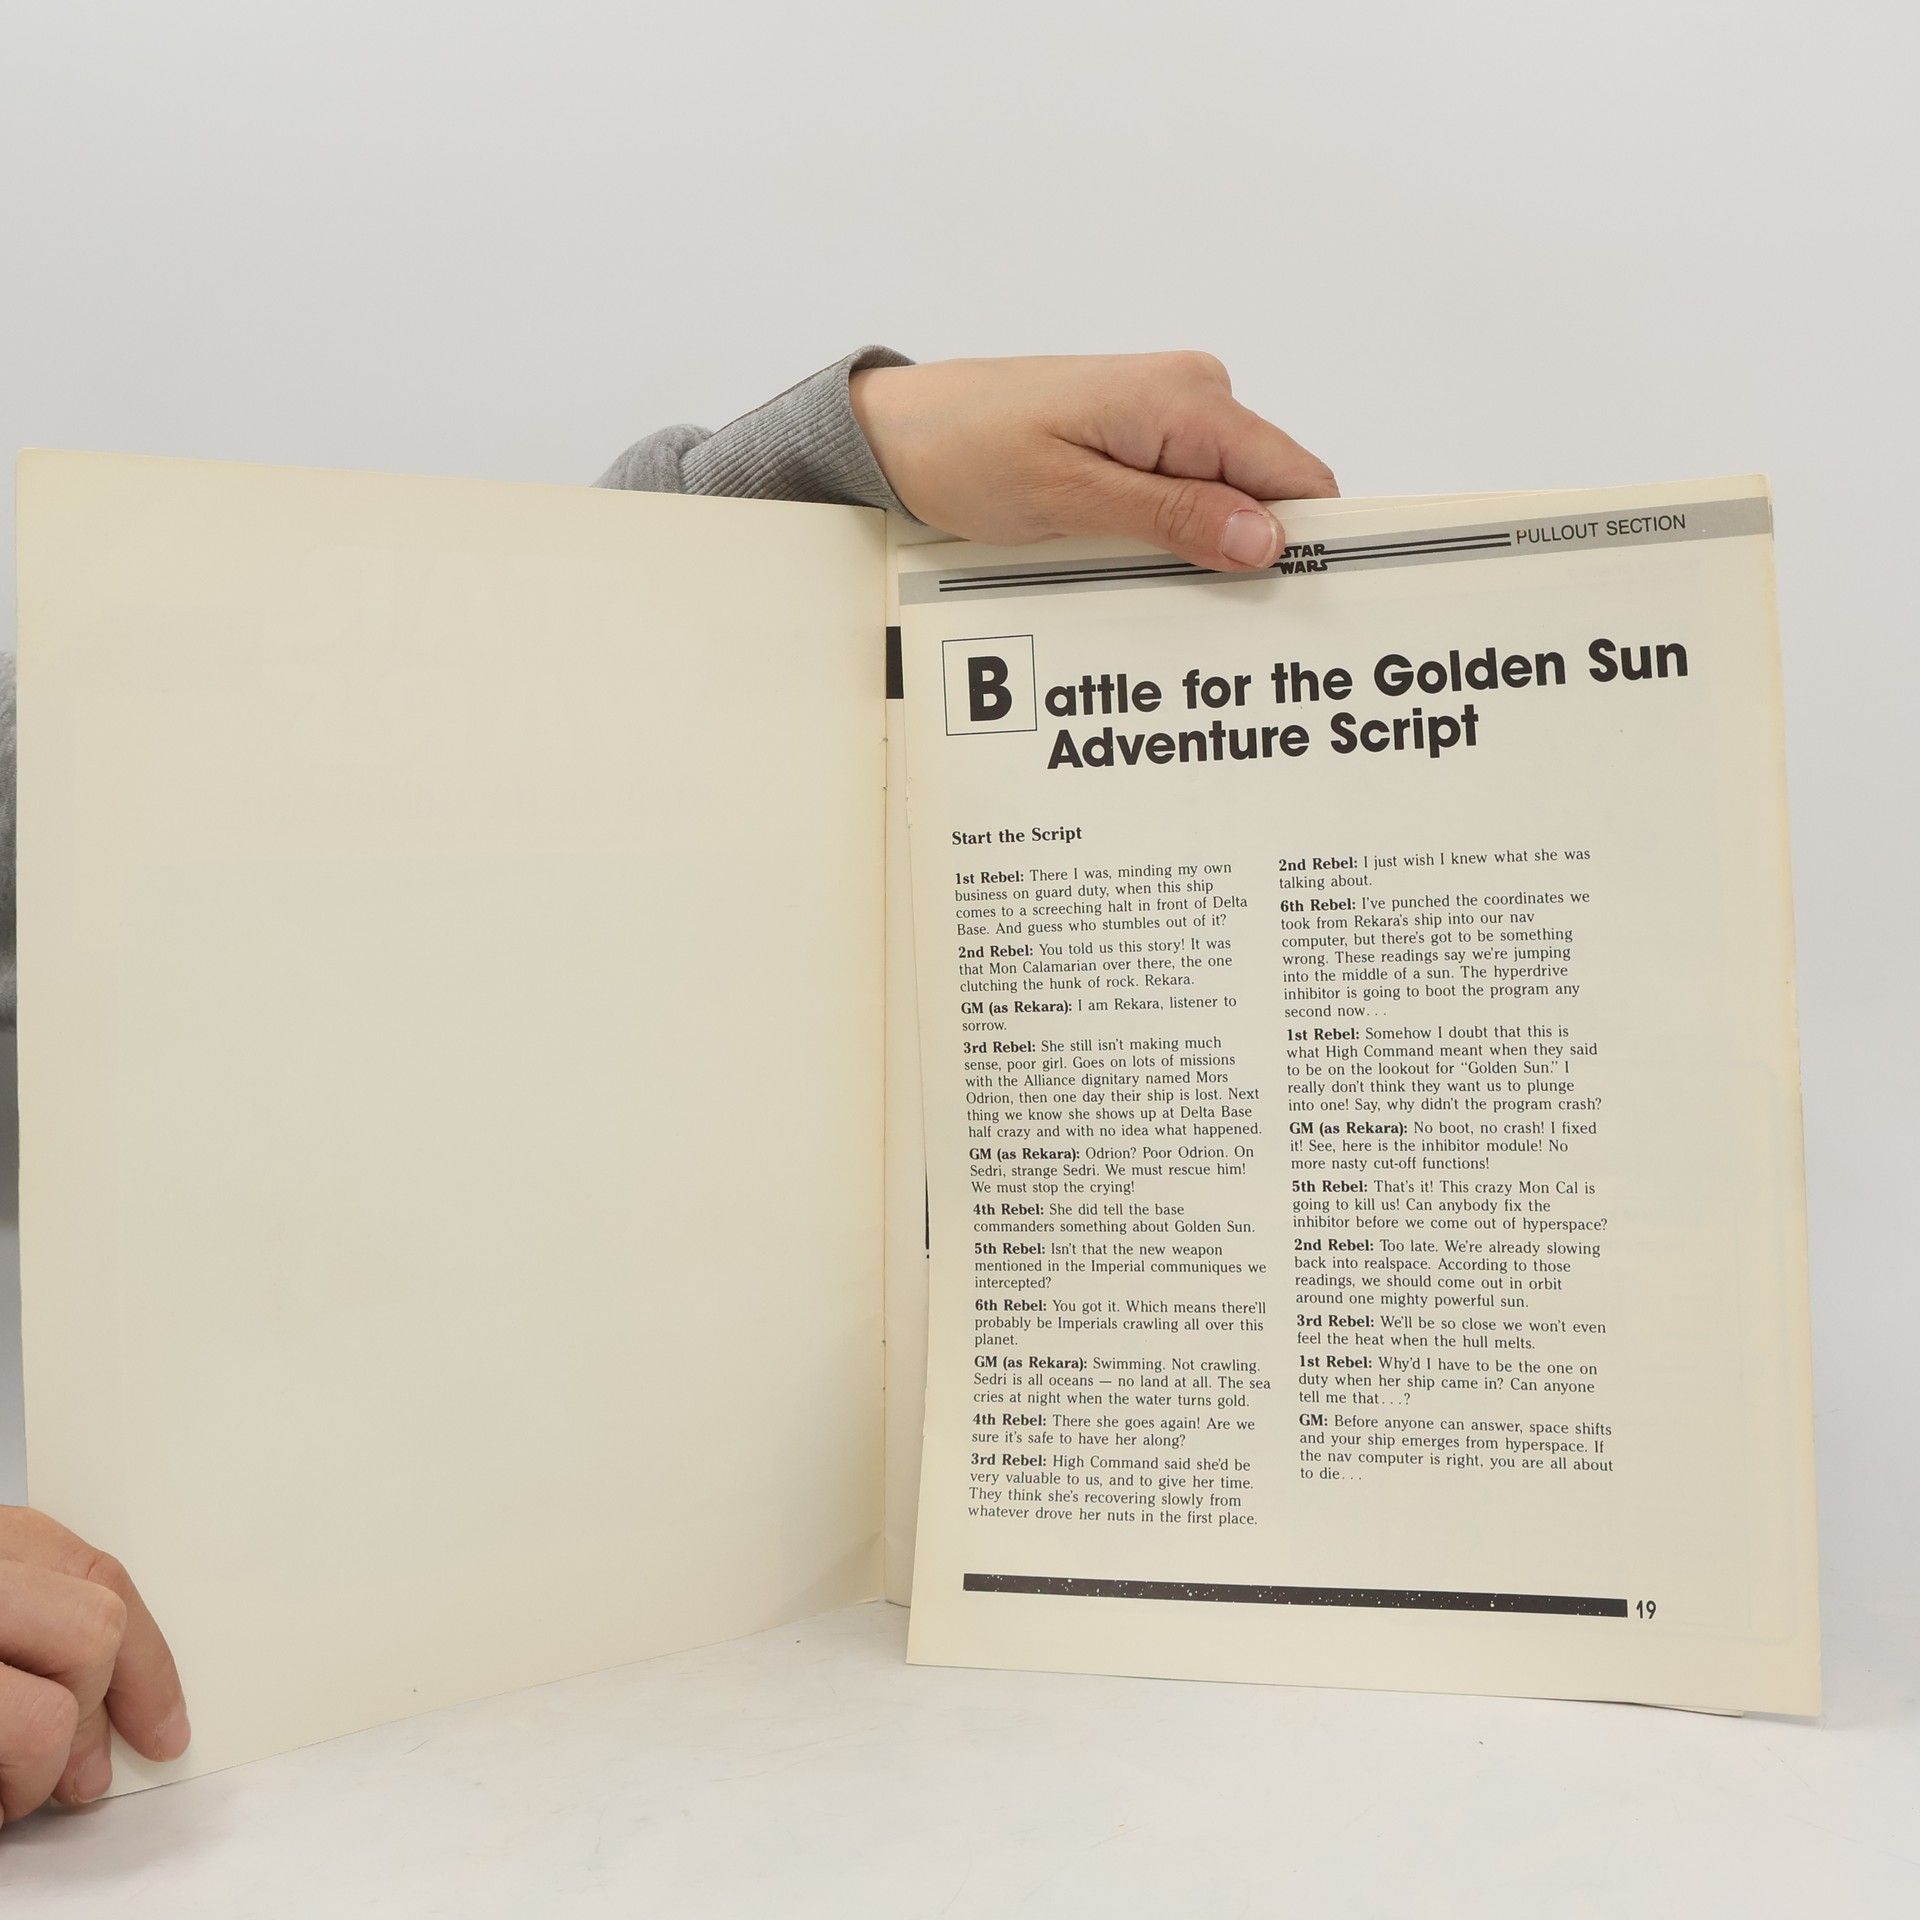 STAR
WARS
PULLOUT SECTION
Battle for the Golden Sun
Adventure Script
Start the Script
1st Rebel: There I was, minding my own
business on guard duty, when this ship
comes to a screeching halt in front of Delta
Base. And guess who stumbles out of it?
2nd Rebel: You told us this story! It was
that Mon Calamarian over there, the one
clutching the hunk of rock. Rekara.
GM (as Rekara): I am Rekara, listener to
sorrow.
3rd Rebel: She still isn't making much
sense, poor girl. Goes on lots of missions
with the Alliance dignitary named Mors
Odrion, then one day their ship is lost. Next
thing we know she shows up at Delta Base
half crazy and with no idea what happened.
GM (as Rekara): Odrion? Poor Odrion. On
Sedri, strange Sedri. We must rescue him!
We must stop the crying!
4th Rebel: She did tell the base
commanders something about Golden Sun.
5th Rebel: Isn't that the new weapon
mentioned in the Imperial communiques we
intercepted?
6th Rebel: You got it. Which means there'll
probably be Imperials crawling all over this
planet.
GM (as Rekara): Swimming. Not crawling.
Sedri is all oceans — no land at all. The sea
cries at night when the water turns gold.
4th Rebel: There she goes again! Are we
sure it's safe to have her along?
3rd Rebel: High Command said she'd be
very valuable to us, and to give her time.
They think she's recovering slowly from
whatever drove her nuts in the first place.
2nd Rebel: I just wish I knew what she was
talking about.
6th Rebel: I've punched the coordinates we
took from Rekara's ship into our nav
computer, but there's got to be something
wrong. These readings say we're jumping
into the middle of a sun. The hyperdrive
inhibitor is going to boot the program any
second now. . .
1st Rebel: Somehow I doubt that this is
what High Command meant when they said
to be on the lookout for "Golden Sun." I
really don't think they want us to plunge
into one! Say, why didn't the program crash?
GM (as Rekara): No boot, no crash! I fixed
it! See, here is the inhibitor module! No
more nasty cut-off functions!
5th Rebel: That's it! This crazy Mon Cal is
going to kill us! Can anybody fix the
inhibitor before we come out of hyperspace?
2nd Rebel: Too late. We're already slowing
back into realspace. According to those
readings, we should come out in orbit
around one mighty powerful sun.
3rd Rebel: We'll be so close we won't even
feel the heat when the hull melts.
1st Rebel: Why'd I have to be the one on
duty when her ship came in? Can anyone
tell me that. . .?
GM: Before anyone can answer, space shifts
and your ship emerges from hyperspace. If
the nav computer is right, you are all about
to die. . .
19